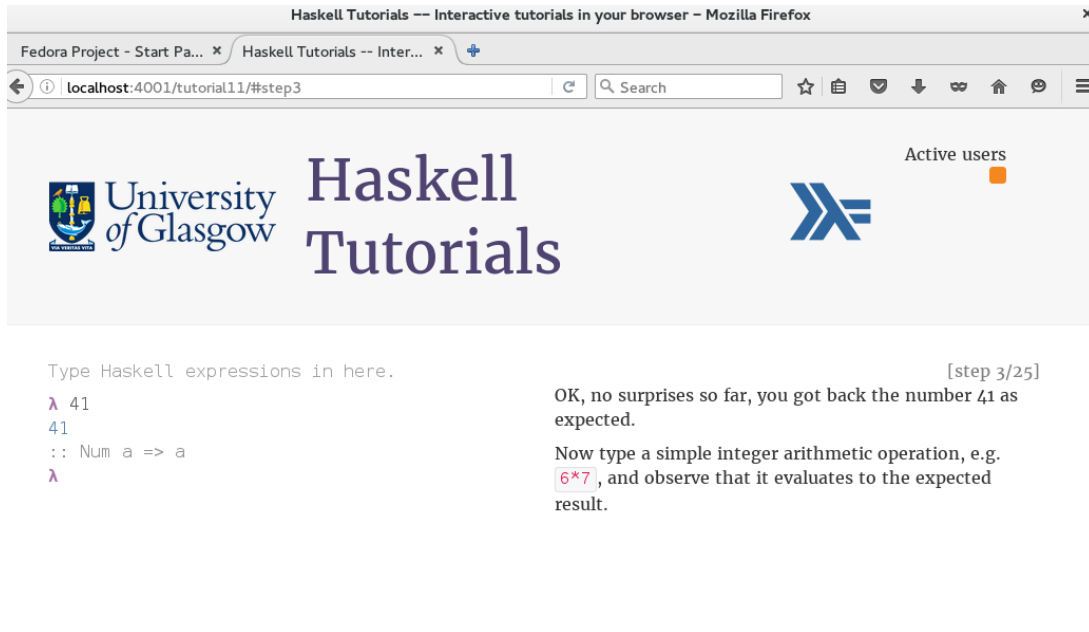 Haskell Tutorials –– Interactive tutorials in your browser – Mozilla Firefox
Fedora Project - Start Pa... × Haskell Tutorials -- Inter... ×
localhost:4001/tutorial11/#step3
Search
University
of Glasgow
VIA VERITAS VITA
Haskell
Tutorials
Active users
Type Haskell expressions in here.
λ 41
41
:: Num a => a
λ
[step 3/25]
OK, no surprises so far, you got back the number 41 as
expected.
Now type a simple integer arithmetic operation, e.g.
6*7, and observe that it evaluates to the expected
result.